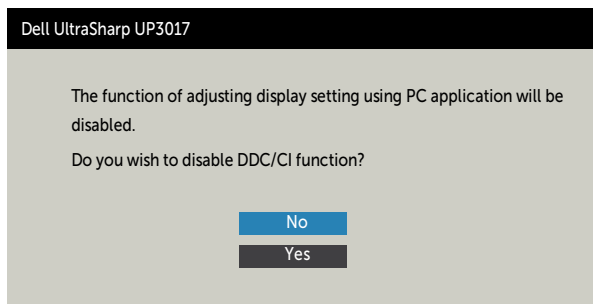 Dell UltraSharp UP3017
The function of adjusting display setting using PC application will be
disabled.
Do you wish to disable DDC/CI function?
No
Yes